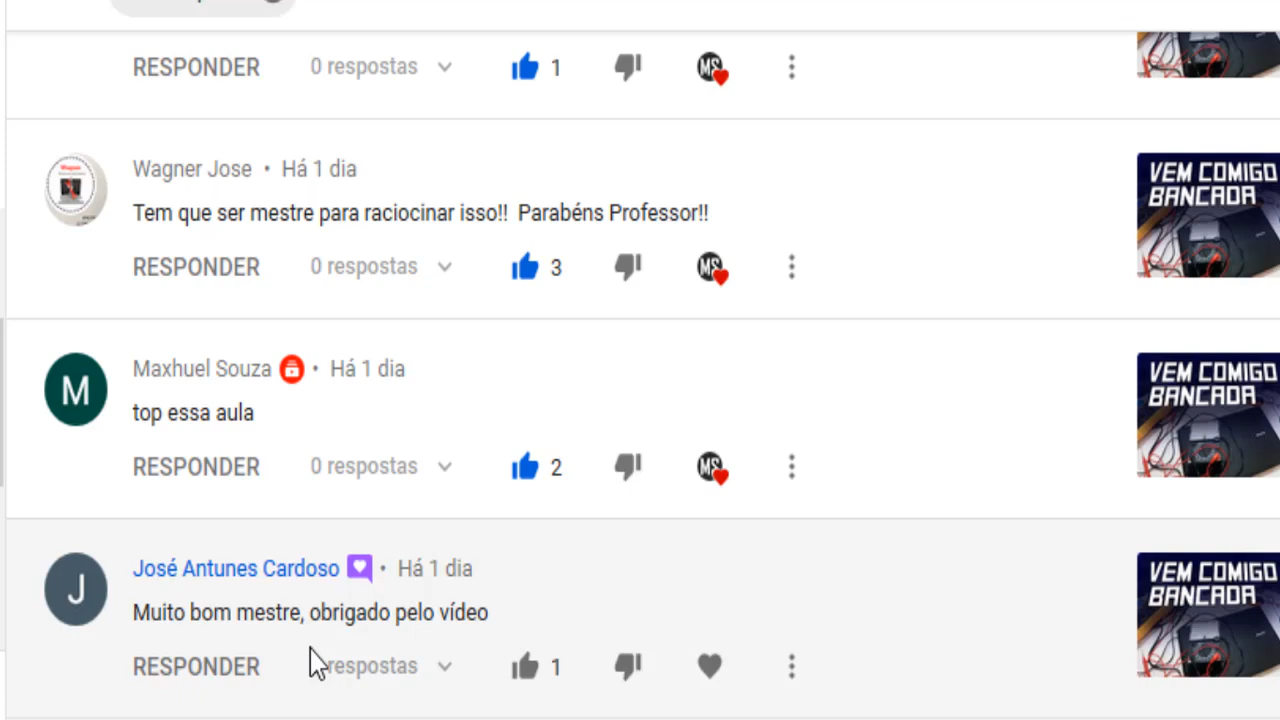 RESPONDER 0 respostas 1 MS
Wagner Jose • Há 1 dia
Tem que ser mestre para raciocinar isso!! Parabéns Professor!!
RESPONDER 0 respostas 3 MS
VEM COMIGO
BANCADA
M Maxhuel Souza • Há 1 dia
top essa aula
RESPONDER 0 respostas 2 MS
VEM COMIGO
BANCADA
J José Antunes Cardoso • Há 1 dia
Muito bom mestre, obrigado pelo vídeo
RESPONDER respostas 1
VEM COMIGO
BANCADA